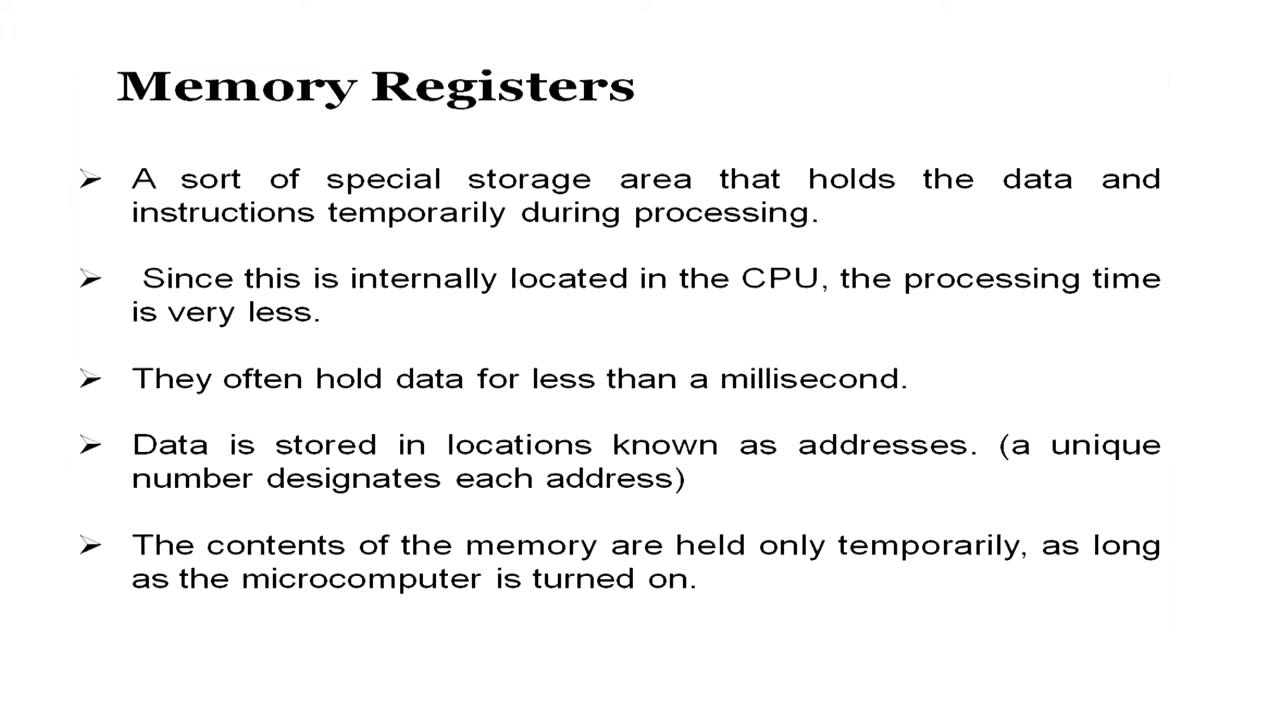 Memory Registers
➢ A sort of special storage area that holds the data and
instructions temporarily during processing.
➢ Since this is internally located in the CPU, the processing time
is very less.
➢ They often hold data for less than a millisecond.
➢ Data is stored in locations known as addresses. (a unique
number designates each address)
➢ The contents of the memory are held only temporarily, as long
as the microcomputer is turned on.